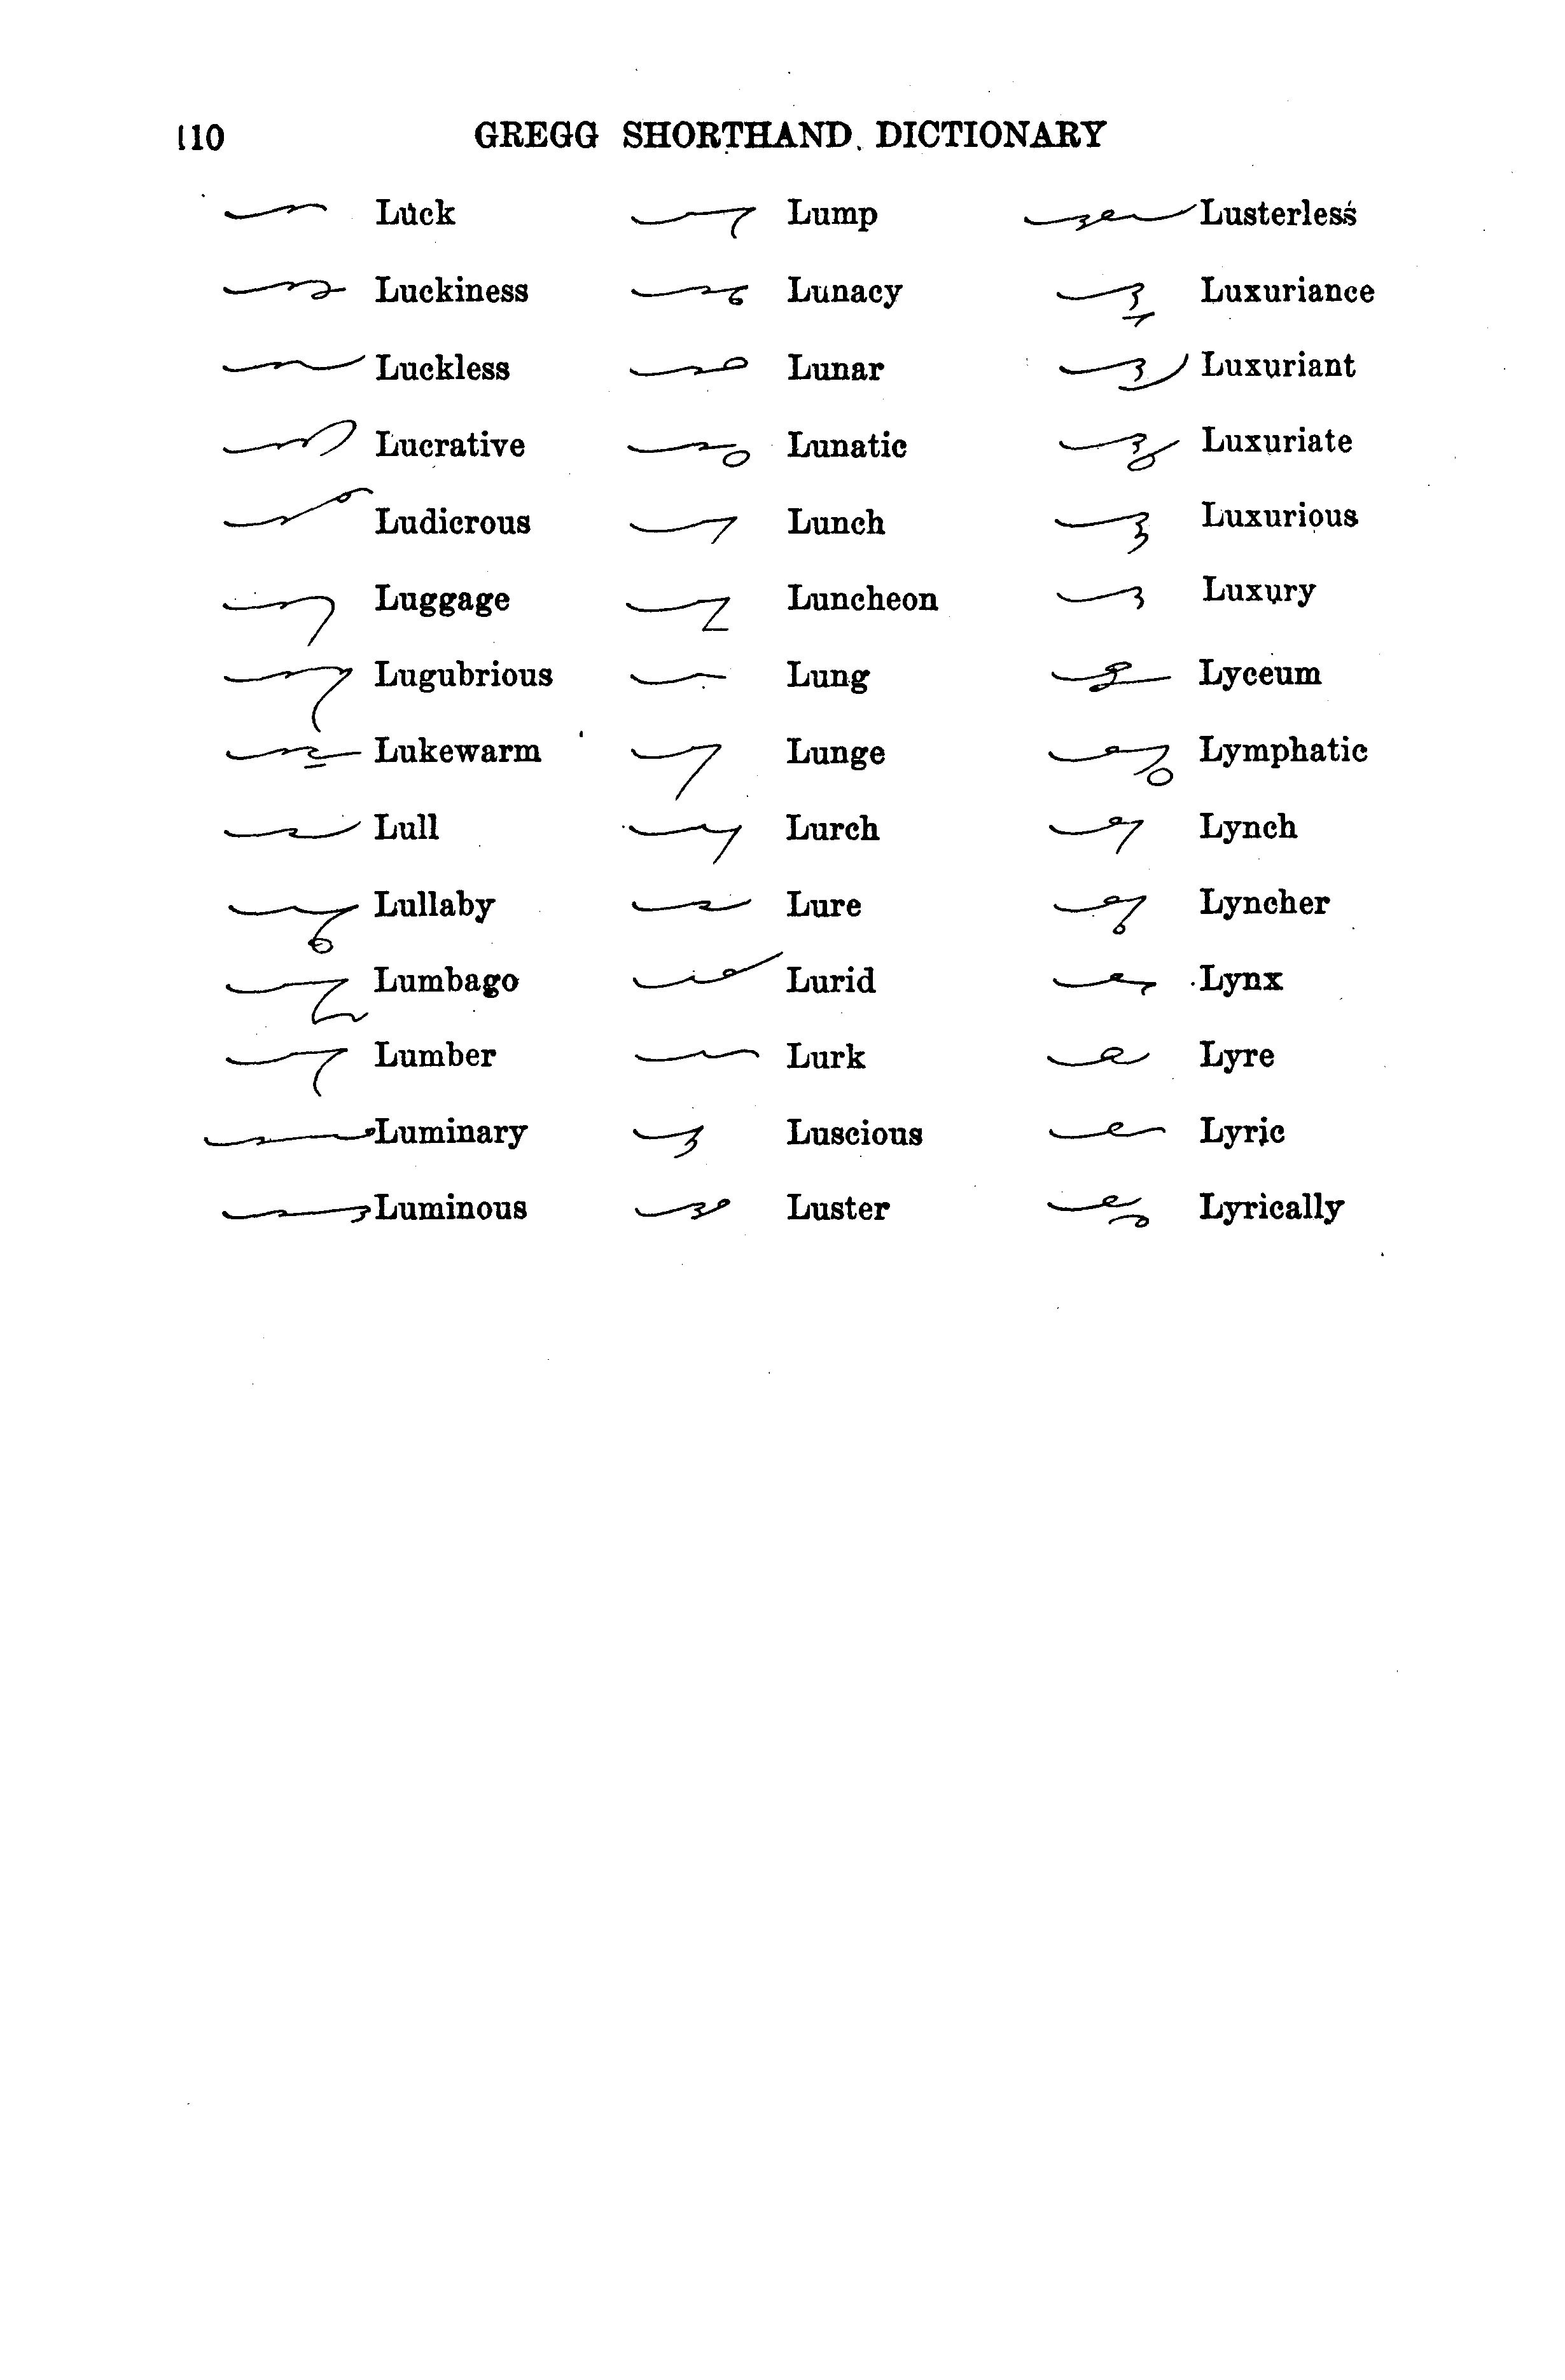 110 GREGG SHORTHAND DICTIONARY
Luck Lump Lusterless
Luckiness Lunacy Luxuriance
Luckless Lunar Luxuriant
Lucrative Lunatic Luxuriate
Ludicrous Lunch Luxurious
Luggage Luncheon Luxury
Lugubrious Lung Lyceum
Lukewarm Lunge Lymphatic
Lull Lurch Lynch
Lullaby Lure Lyncher
Lumbago Lurid Lynx
Lumber Lurk Lyre
Luminary Luscious Lyric
Luminous Luster Lyrically